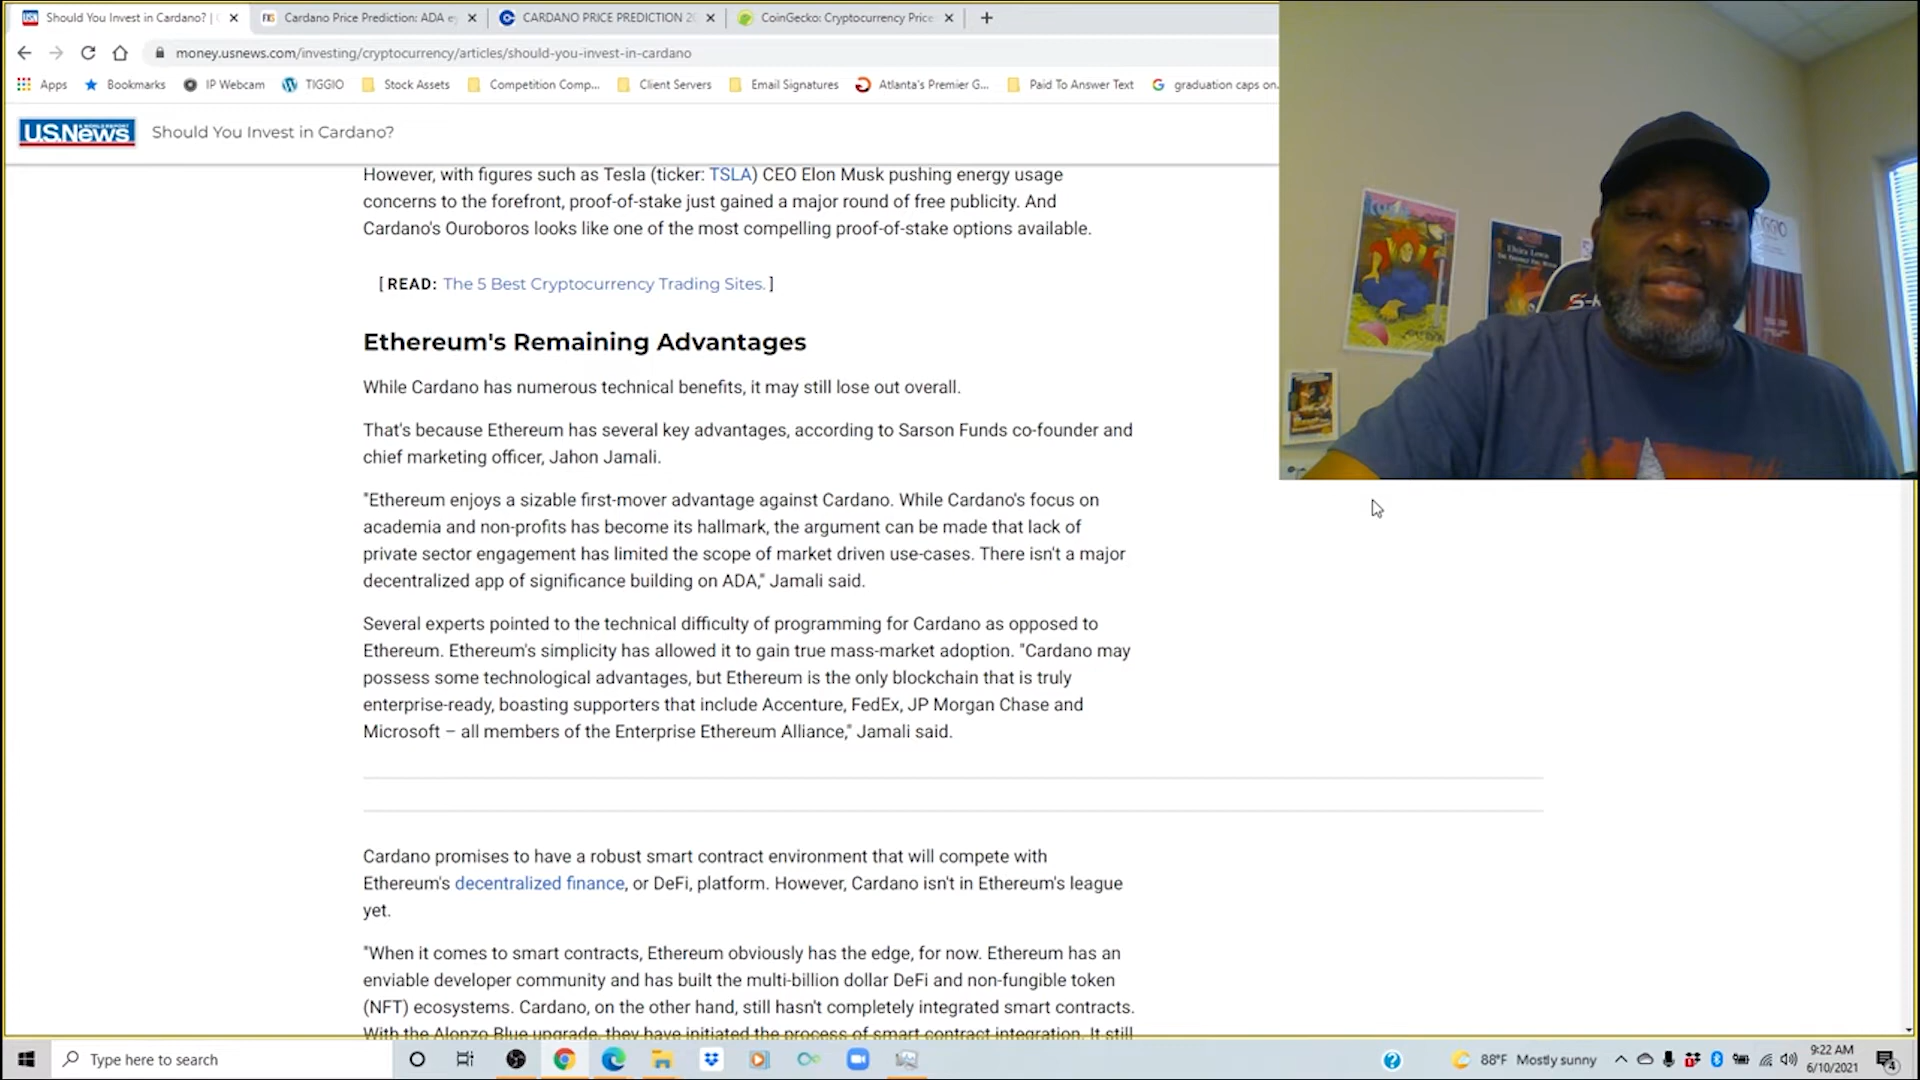 Should You Invest in Cardano? |
Cardano Price Prediction: ADA
CARDANO PRICE PREDICTION
CoinGecko: Cryptocurrency Price
money.usnews.com/investing/cryptocurrency/articles/should-you-invest-in-cardano
Apps
Bookmarks
IP Webcam
TIGGIO
Stock Assets
Competition Comp...
Client Servers
Email Signatures
Atlanta's Premier G...
Paid To Answer Text
graduation caps on.
U.S.News
Should You Invest in Cardano?
However, with figures such as Tesla (ticker: TSLA) CEO Elon Musk pushing energy usage
concerns to the forefront, proof-of-stake just gained a major round of free publicity. And
Cardano's Ouroboros looks like one of the most compelling proof-of-stake options available.
[ READ: The 5 Best Cryptocurrency Trading Sites. ]
Ethereum's Remaining Advantages
While Cardano has numerous technical benefits, it may still lose out overall.
That's because Ethereum has several key advantages, according to Sarson Funds co-founder and
chief marketing officer, Jahon Jamali.
"Ethereum enjoys a sizable first-mover advantage against Cardano. While Cardano's focus on
academia and non-profits has become its hallmark, the argument can be made that lack of
private sector engagement has limited the scope of market driven use-cases. There isn't a major
decentralized app of significance building on ADA," Jamali said.
Several experts pointed to the technical difficulty of programming for Cardano as opposed to
Ethereum. Ethereum's simplicity has allowed it to gain true mass-market adoption. "Cardano may
possess some technological advantages, but Ethereum is the only blockchain that is truly
enterprise-ready, boasting supporters that include Accenture, FedEx, JP Morgan Chase and
Microsoft – all members of the Enterprise Ethereum Alliance," Jamali said.
Cardano promises to have a robust smart contract environment that will compete with
Ethereum's decentralized finance, or DeFi, platform. However, Cardano isn't in Ethereum's league
yet.
"When it comes to smart contracts, Ethereum obviously has the edge, for now. Ethereum has an
enviable developer community and has built the multi-billion dollar DeFi and non-fungible token
(NFT) ecosystems. Cardano, on the other hand, still hasn't completely integrated smart contracts.
With the Alonzo Blue upgrade, they have initiated the process of smart contract integration. It still
Type here to search
88°F Mostly sunny
9:22 AM
6/10/2021